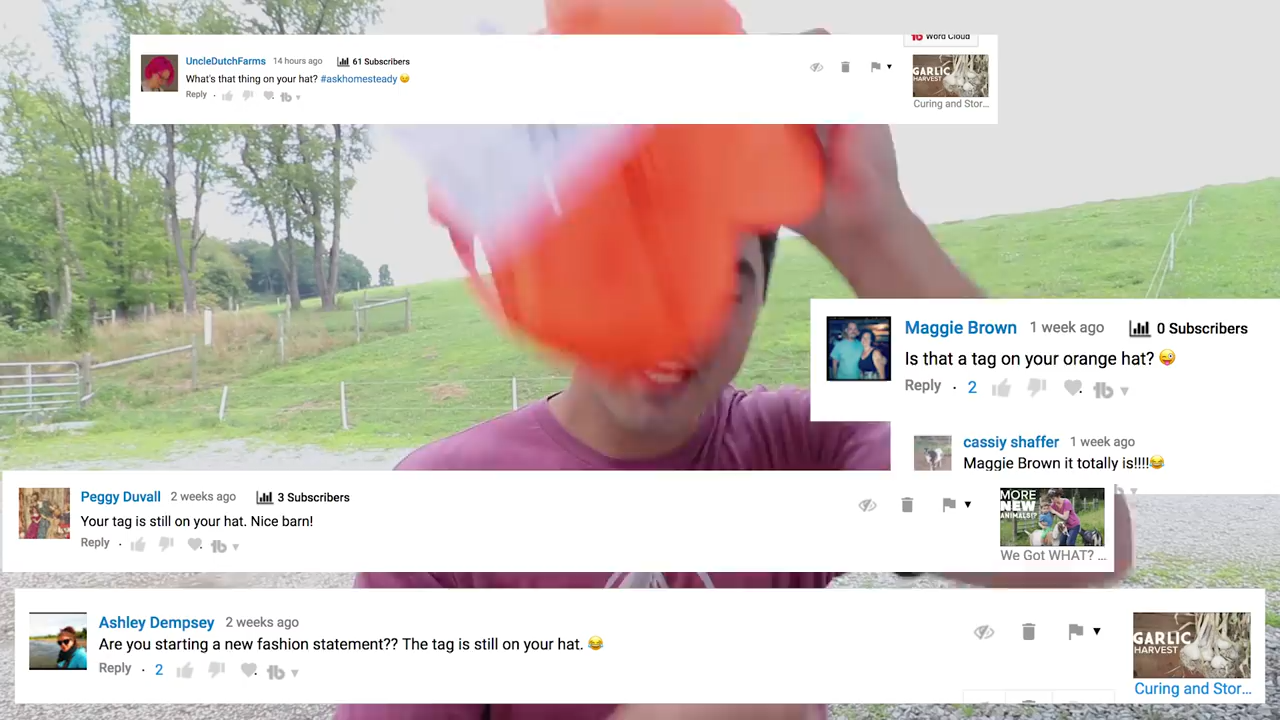 Word Cloud
UncleDutchFarms 14 hours ago 61 Subscribers
What's that thing on your hat? #askhomesteady 😉
Reply
GARLIC
HARVEST
Curing and Stor...
Maggie Brown 1 week ago 0 Subscribers
Is that a tag on your orange hat? 😜
Reply · 2
cassiy shaffer 1 week ago
Maggie Brown it totally is!!!!😂
Peggy Duvall 2 weeks ago 3 Subscribers
Your tag is still on your hat. Nice barn!
Reply ·
MORE
NEW
ANIMALS!?
We Got WHAT? ...
Ashley Dempsey 2 weeks ago
Are you starting a new fashion statement?? The tag is still on your hat. 😂
Reply · 2
GARLIC
HARVEST
Curing and Stor...